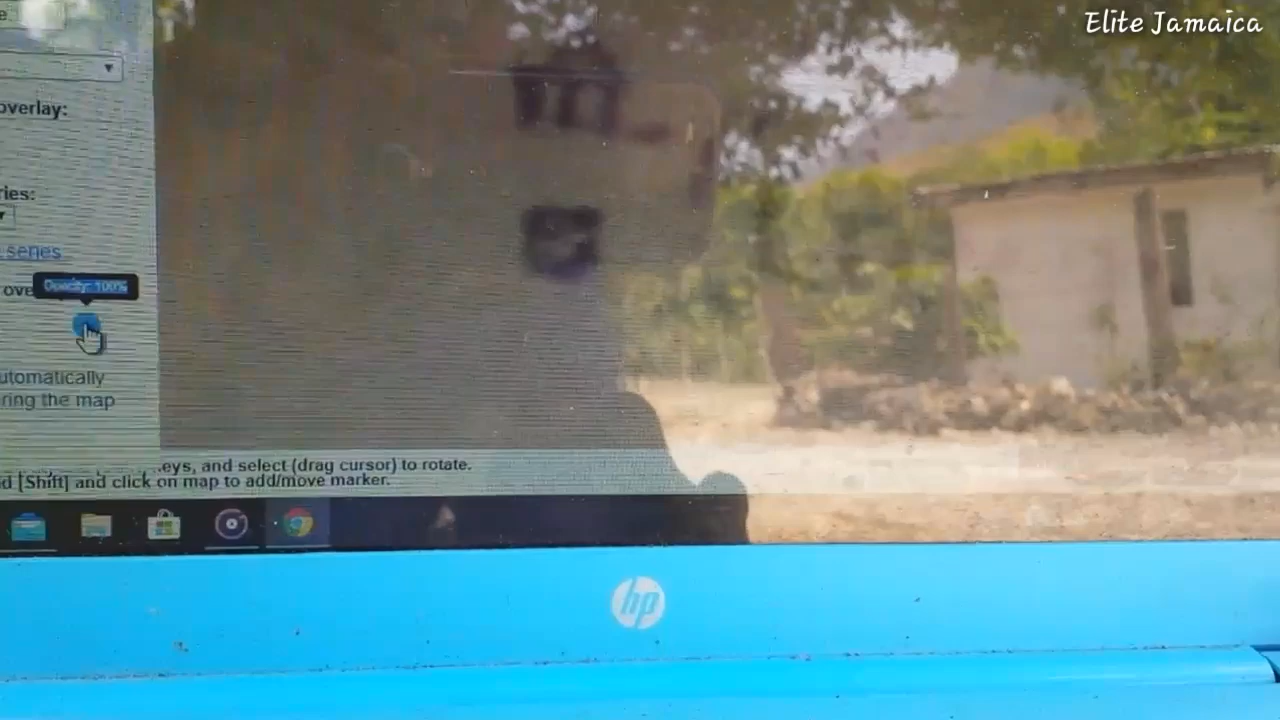 Elite Jamaica
e
overlay:
ries:
series
ove
Opacity: 100%
utomatically
ring the map
eys, and select (drag cursor) to rotate.
d [Shift] and click on map to add/move marker.
hp